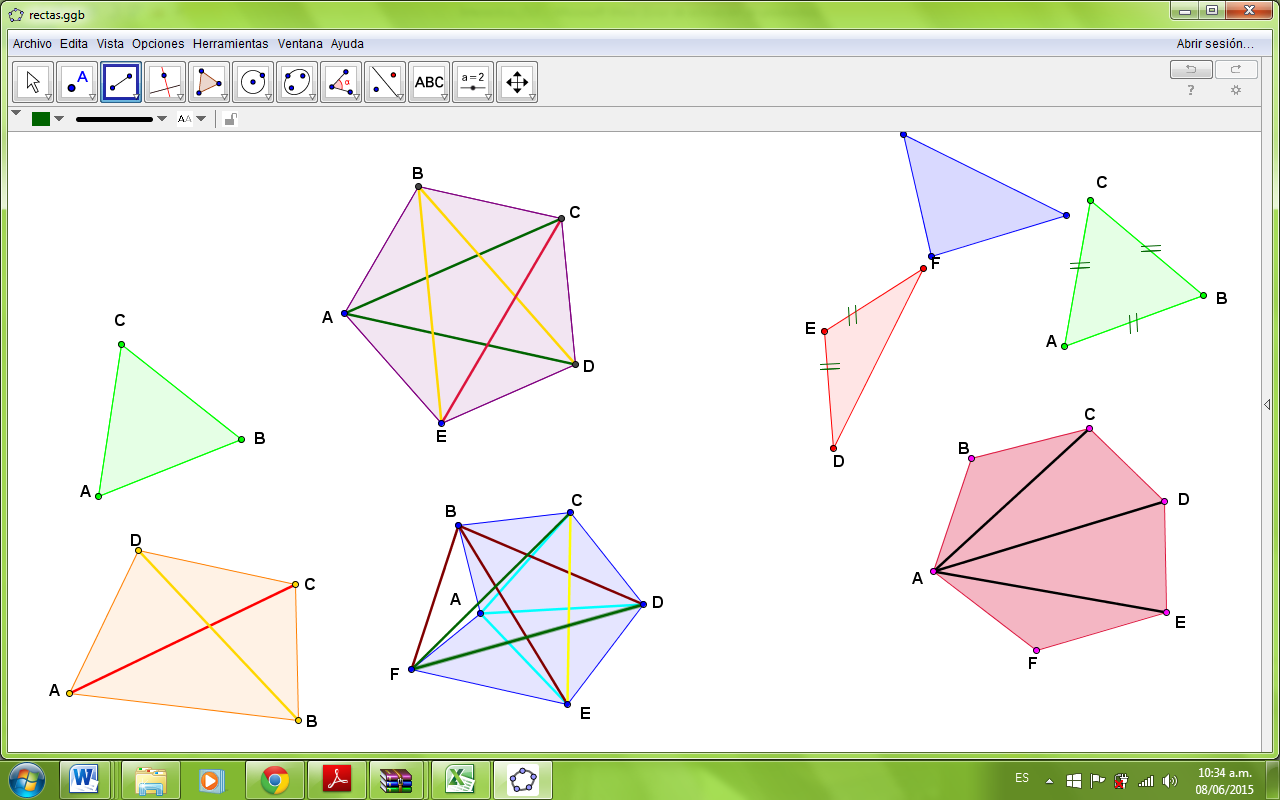 rectas.ggb
Archivo Edita Vista Opciones Herramientas Ventana Ayuda
Abrir sesión...
A
α
ABC
a=2
?
AA
B
C
A
D
E
C
B
A
D
C
A
B
B
C
A
D
F
E
F
E
D
C
B
A
C
B
D
A
E
F
ES
10:34 a.m.
08/06/2015